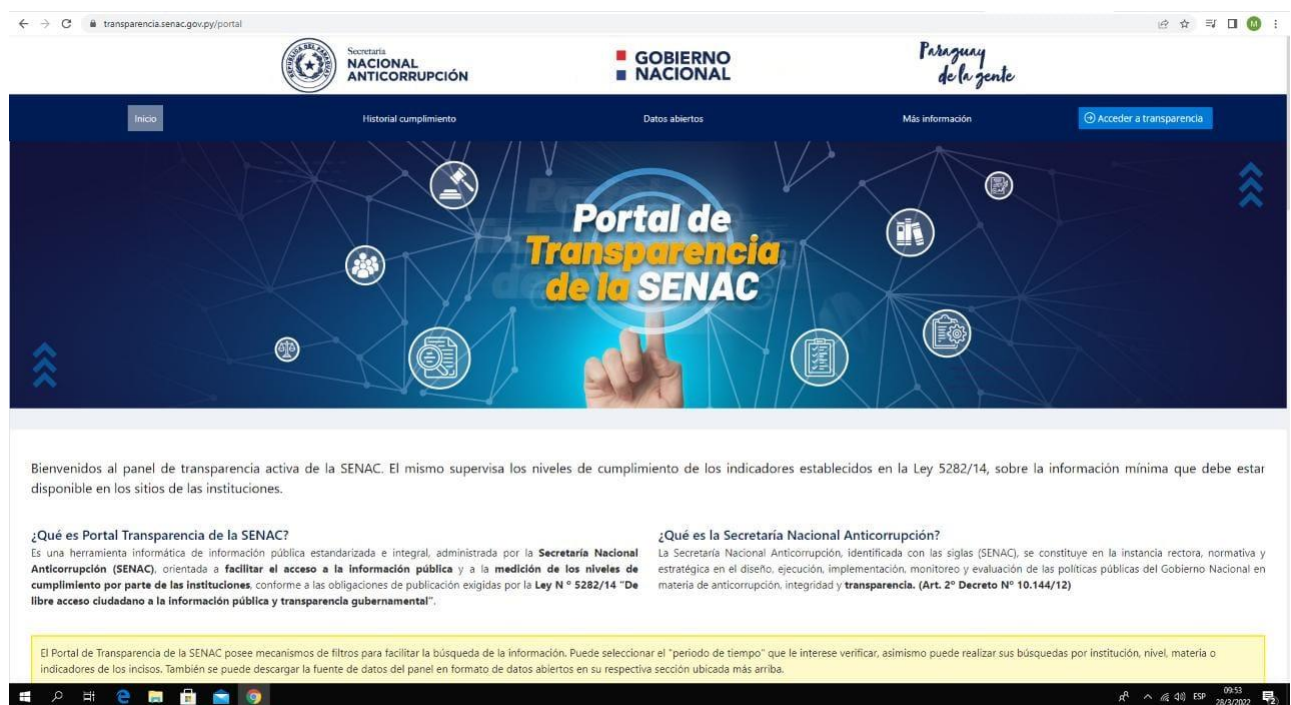 transparencia.senac.gov.py/portal
M
Secretaría
NACIONAL
ANTICORRUPCIÓN
GOBIERNO
NACIONAL
Paraguay
de la gente
Inicio
Historial cumplimiento
Datos abiertos
Más información
Acceder a transparencia
Portal de
Transparencia
de la SENAC
Bienvenidos al panel de transparencia activa de la SENAC. El mismo supervisa los niveles de cumplimiento de los indicadores establecidos en la Ley 5282/14, sobre la información mínima que debe estar
disponible en los sitios de las instituciones.
¿Qué es Portal Transparencia de la SENAC?
Es una herramienta informática de información pública estandarizada e integral, administrada por la Secretaría Nacional
Anticorrupción (SENAC), orientada a facilitar el acceso a la información pública y a la medición de los niveles de
cumplimiento por parte de las instituciones, conforme a las obligaciones de publicación exigidas por la Ley N ° 5282/14 "De
libre acceso ciudadano a la información pública y transparencia gubernamental".
¿Qué es la Secretaría Nacional Anticorrupción?
La Secretaría Nacional Anticorrupción, identificada con las siglas (SENAC), se constituye en la instancia rectora, normativa y
estratégica en el diseño, ejecución, implementación, monitoreo y evaluación de las políticas públicas del Gobierno Nacional en
materia de anticorrupción, integridad y transparencia. (Art. 2º Decreto Nº 10.144/12)
El Portal de Transparencia de la SENAC posee mecanismos de filtros para facilitar la búsqueda de la información. Puede seleccionar el "periodo de tiempo" que le interese verificar, asimismo puede realizar sus búsquedas por institución, nivel, materia o
indicadores de los incisos. También se puede descargar la fuente de datos del panel en formato de datos abiertos en su respectiva sección ubicada más arriba.
ESP
09:53
28/3/2022